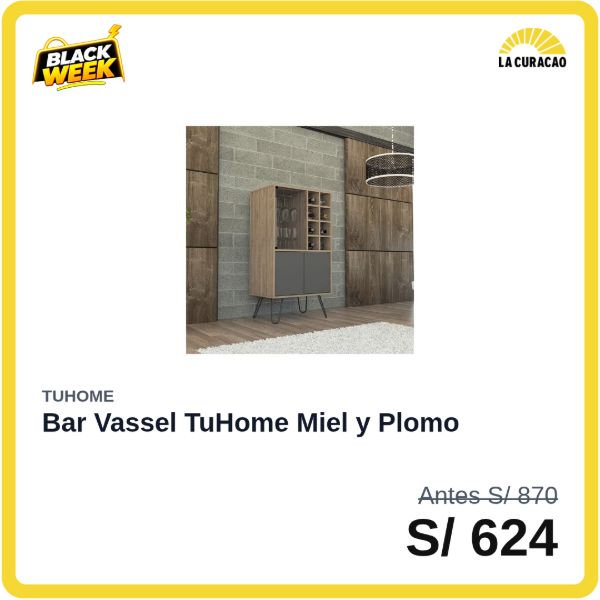 BLACK
WEEK
LA CURACAO
TUHOME
Bar Vassel TuHome Miel y Plomo
Antes S/ 870
S/ 624